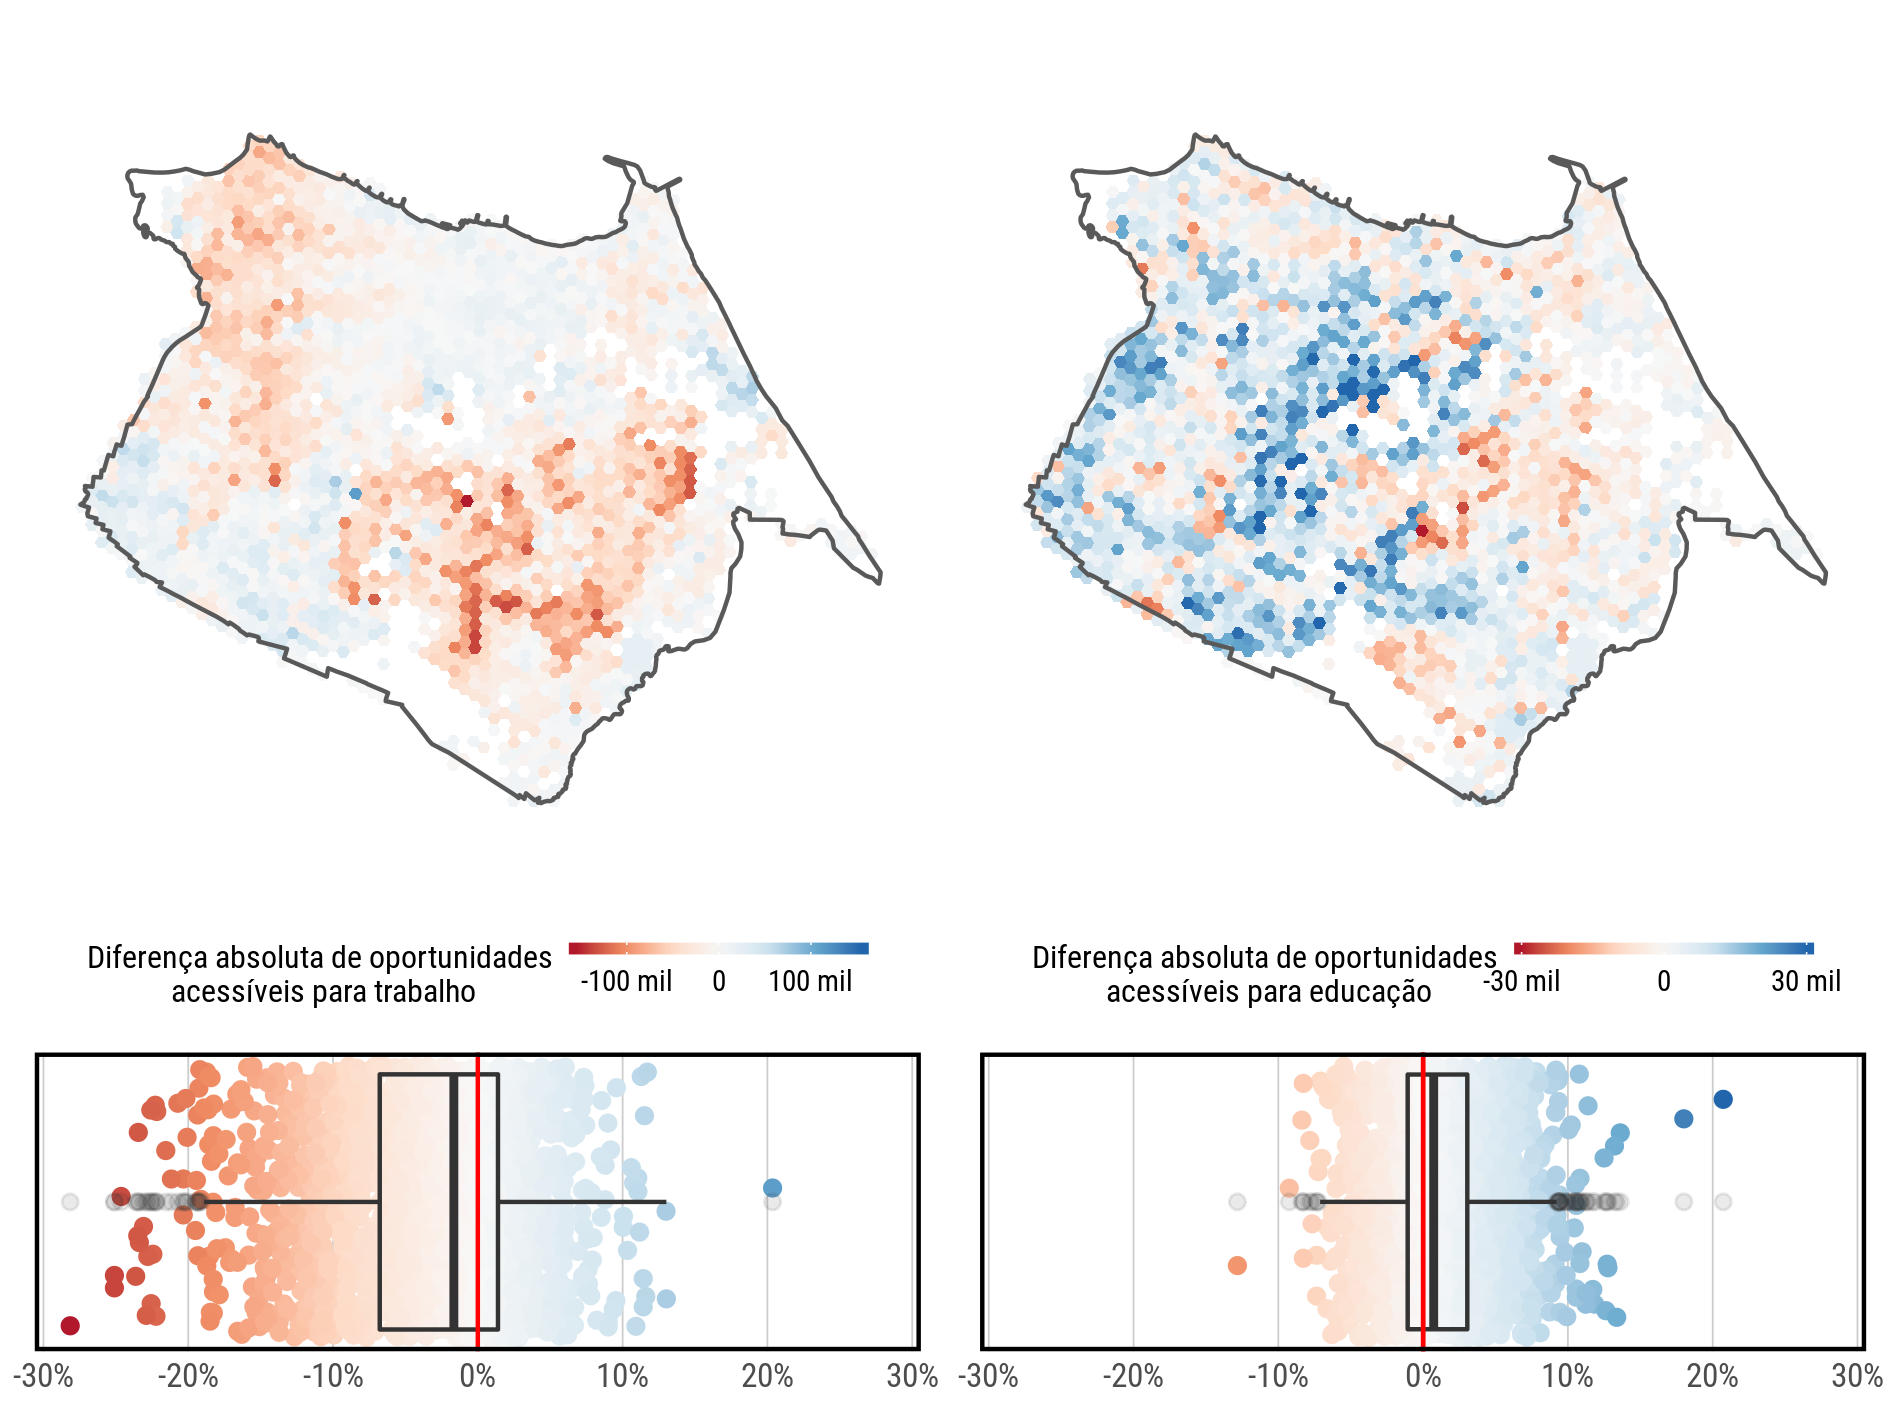 Diferença absoluta de oportunidades
acessíveis para trabalho
-100 mil 0 100 mil
Diferença absoluta de oportunidades
acessíveis para educação
-30 mil 0 30 mil
-30% -20% -10% 0% 10% 20% 30%
-30% -20% -10% 0% 10% 20% 30%